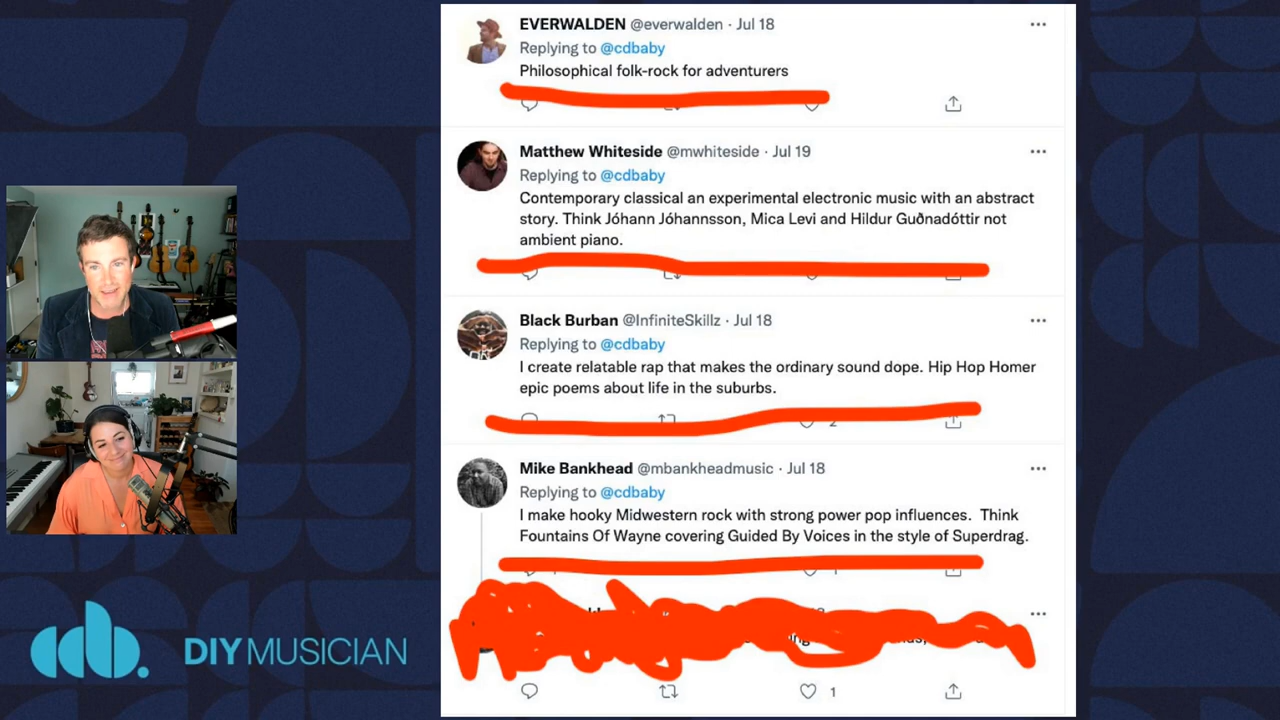 EVERWALDEN @everwalden · Jul 18
Replying to @cdbaby
Philosophical folk-rock for adventurers
Matthew Whiteside @mwhiteside · Jul 19
Replying to @cdbaby
Contemporary classical an experimental electronic music with an abstract
story. Think Jóhann Jóhannsson, Mica Levi and Hildur Guðnadóttir not
ambient piano.
Black Burban @InfiniteSkillz · Jul 18
Replying to @cdbaby
I create relatable rap that makes the ordinary sound dope. Hip Hop Homer
epic poems about life in the suburbs.
2
Mike Bankhead @mbankheadmusic · Jul 18
Replying to @cdbaby
I make hooky Midwestern rock with strong power pop influences. Think
Fountains Of Wayne covering Guided By Voices in the style of Superdrag.
1
cdb.
DIY MUSICIAN